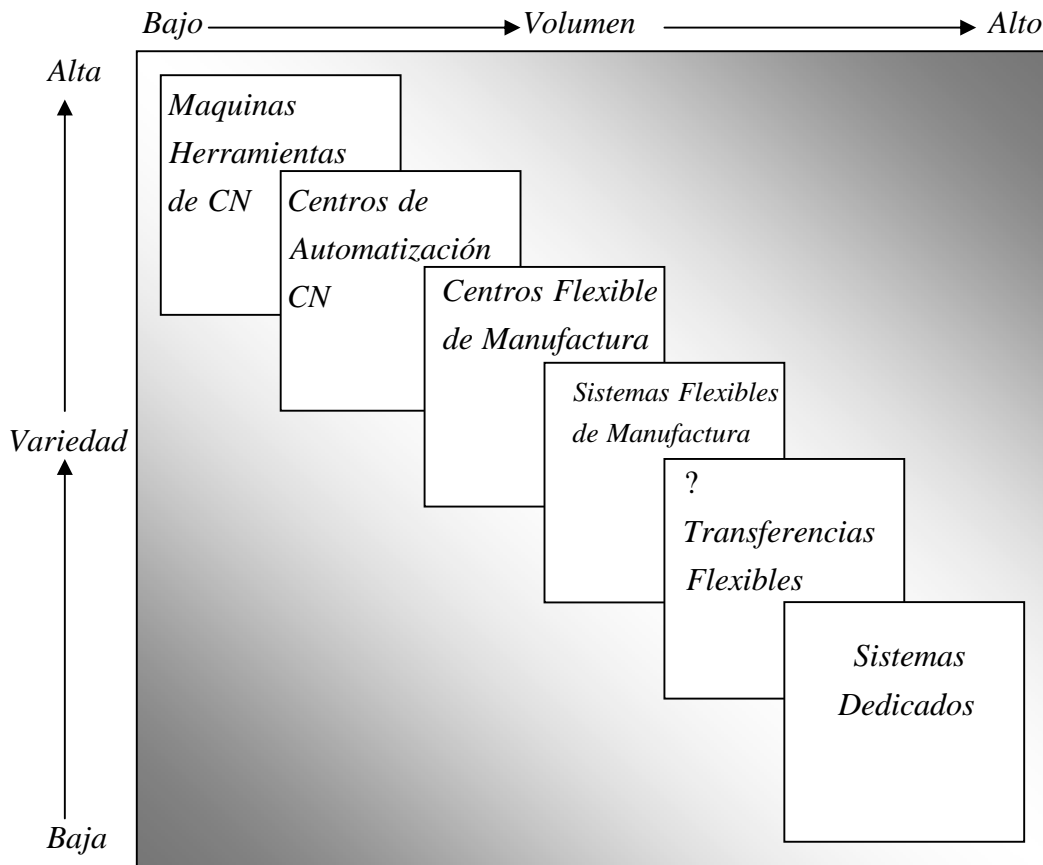 Bajo Volumen Alto
Alta
Maquinas
Herramientas
de CN
Centros de
Automatización
CN
Centros Flexible
de Manufactura
Sistemas Flexibles
de Manufactura
Variedad
?
Transferencias
Flexibles
Sistemas
Dedicados
Baja